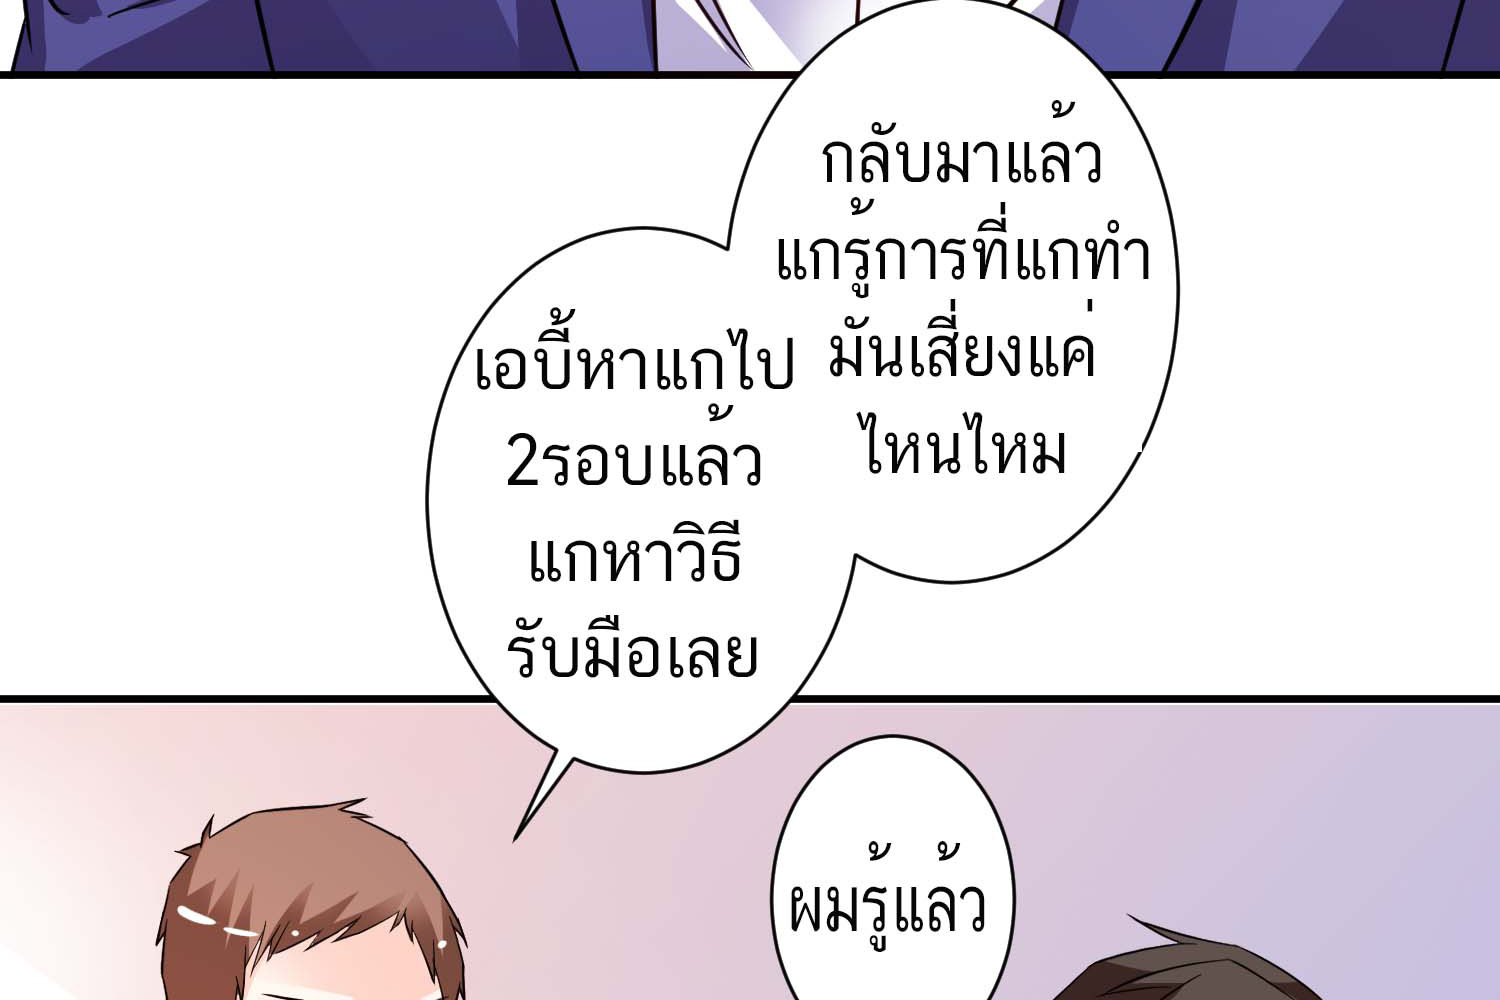 กลับมาแล้ว
แกรู้การที่แกทำ
มันเสี่ยงแค่
ไหนไหม
เอบี้หาแกไป
2รอบแล้ว
แกหาวิธี
รับมือเลย
ผมรู้แล้ว